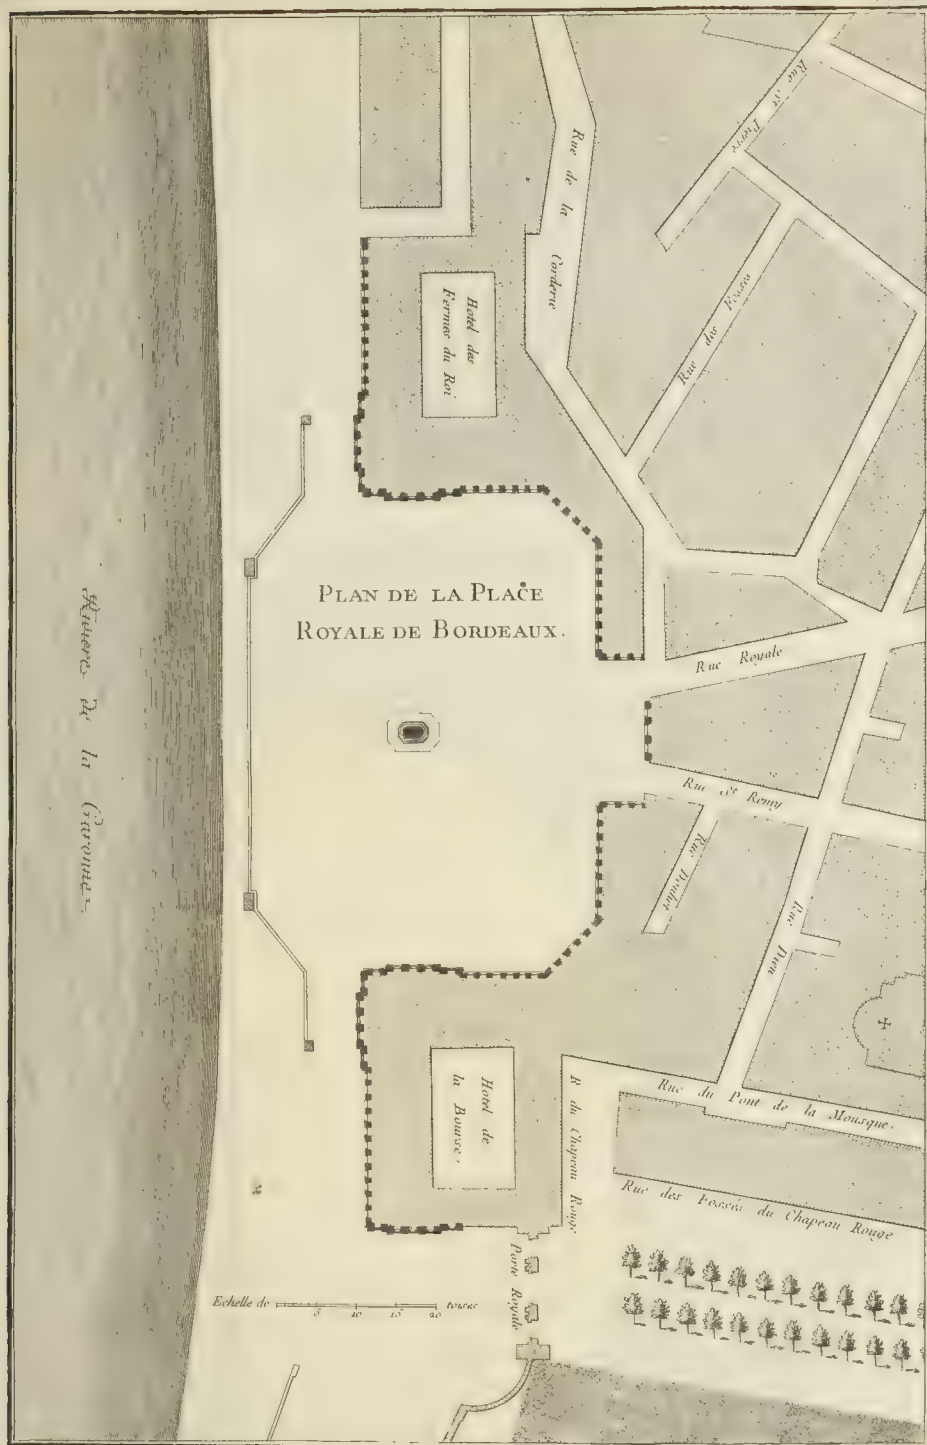 Rue St Pierre
Rue de la
Corderie
Hotel des
Fermes du Roi
Rue des Fossés
PLAN DE LA PLACE
ROYALE DE BORDEAUX.
Riviere de la Garonne.
Rue Royale
Rue St Remy
Rue Dieu
Hotel de
la Bourse.
R. du Chapeau Rouge
Rue du Pont de la Mousque.
Rue des Fossés du Chapeau Rouge
Porte Royale
Echelle de 5 10 15 20 toises